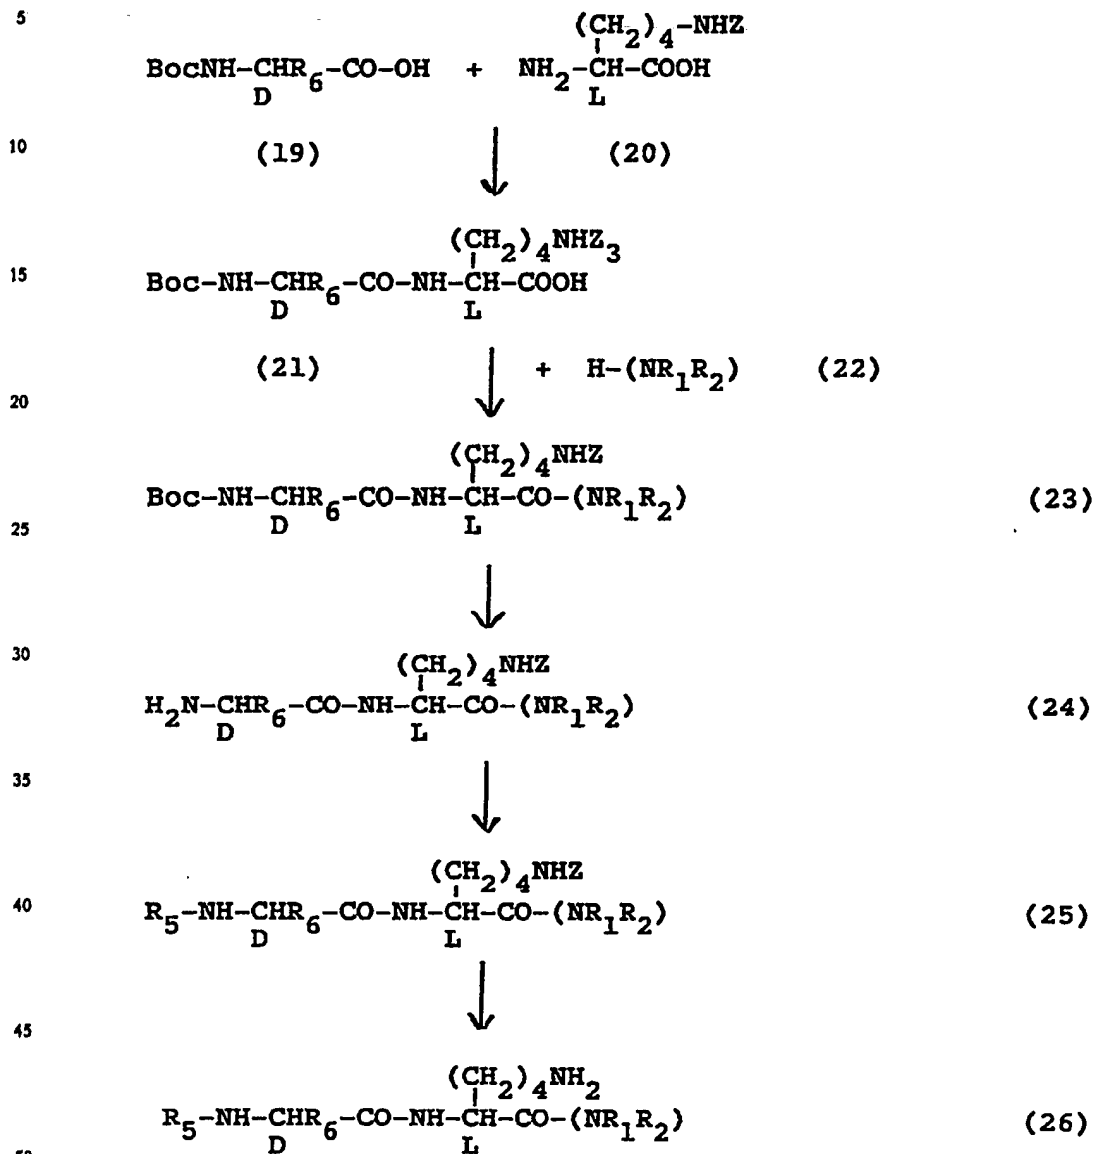 5
(CH2)4-NHZ
BocNH-CHR6-CO-OH + NH2-CH-COOH
D L
10
(19) (20)
(CH2)4NHZ3
15
Boc-NH-CHR6-CO-NH-CH-COOH
D L
(21) + H-(NR1R2) (22)
20
(CH2)4NHZ
Boc-NH-CHR6-CO-NH-CH-CO-(NR1R2) (23)
D L
25
30
(CH2)4NHZ
H2N-CHR6-CO-NH-CH-CO-(NR1R2) (24)
D L
35
(CH2)4NHZ
40
R5-NH-CHR6-CO-NH-CH-CO-(NR1R2) (25)
D L
45
(CH2)4NH2
R5-NH-CHR6-CO-NH-CH-CO-(NR1R2) (26)
D L